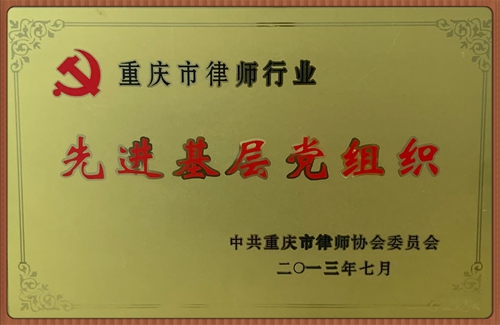 重庆市律师行业
先进基层党组织
中共重庆市律师协会委员会
二〇一三年七月